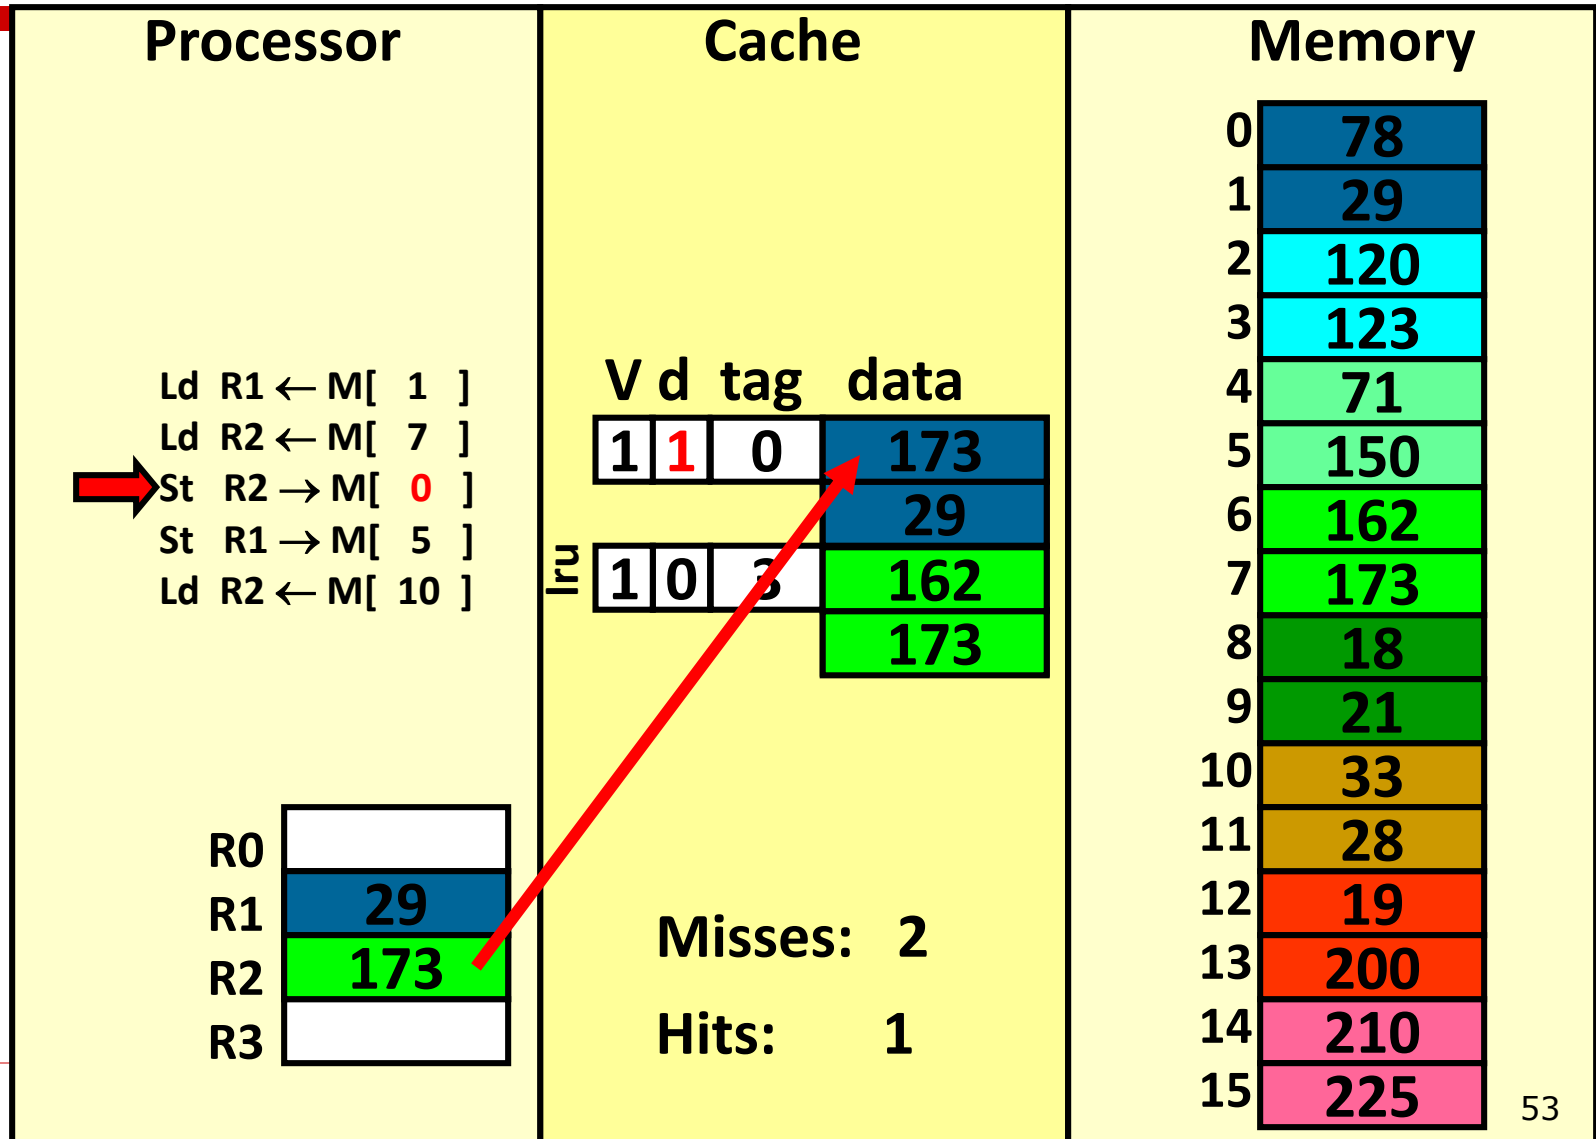 Processor
Ld R1 ← M[ 1 ]
Ld R2 ← M[ 7 ]
St R2 → M[ 0 ]
St R1 → M[ 5 ]
Ld R2 ← M[ 10 ]
R0
R1 29
R2 173
R3
Cache
V d tag data
1 1 0 173
29
lru 1 0 3 162
173
Misses: 2
Hits: 1
Memory
0 78
1 29
2 120
3 123
4 71
5 150
6 162
7 173
8 18
9 21
10 33
11 28
12 19
13 200
14 210
15 225
53